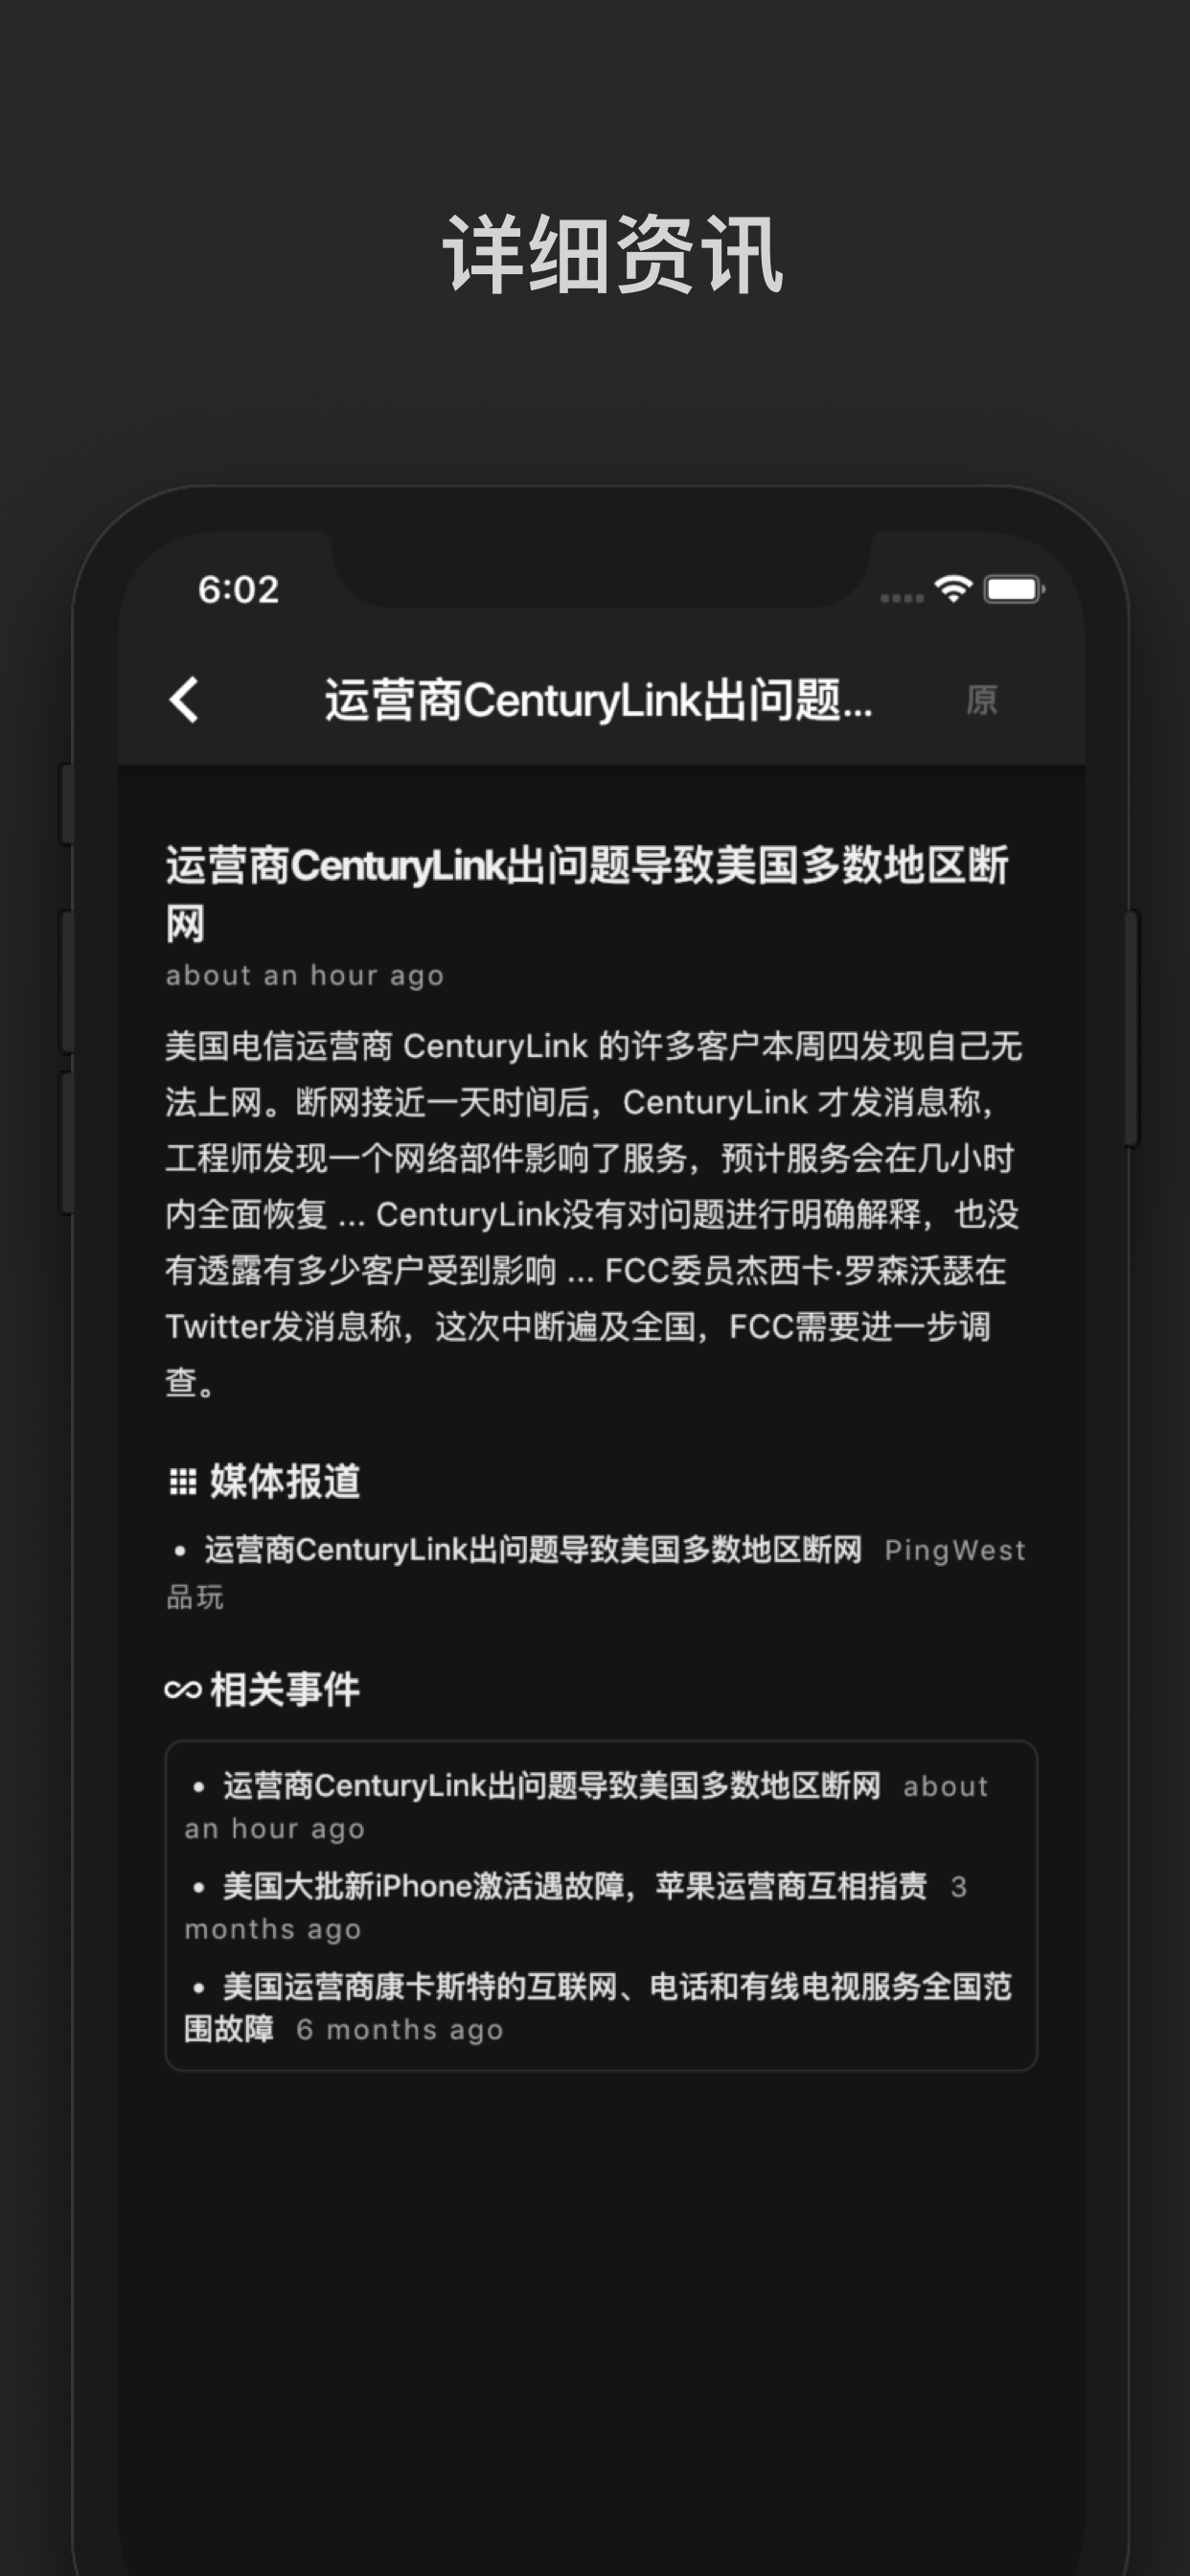 详细资讯
6:02
运营商CenturyLink出问题...
原
运营商CenturyLink出问题导致美国多数地区断
网
about an hour ago
美国电信运营商 CenturyLink 的许多客户本周四发现自己无
法上网。断网接近一天时间后，CenturyLink 才发消息称，
工程师发现一个网络部件影响了服务，预计服务会在几小时
内全面恢复 ... CenturyLink没有对问题进行明确解释，也没
有透露有多少客户受到影响 ... FCC委员杰西卡·罗森沃瑟在
Twitter发消息称，这次中断遍及全国，FCC需要进一步调
查。
媒体报道
• 运营商CenturyLink出问题导致美国多数地区断网 PingWest
品玩
相关事件
• 运营商CenturyLink出问题导致美国多数地区断网 about
an hour ago
• 美国大批新iPhone激活遇故障，苹果运营商互相指责 3
months ago
• 美国运营商康卡斯特的互联网、电话和有线电视服务全国范
围故障 6 months ago